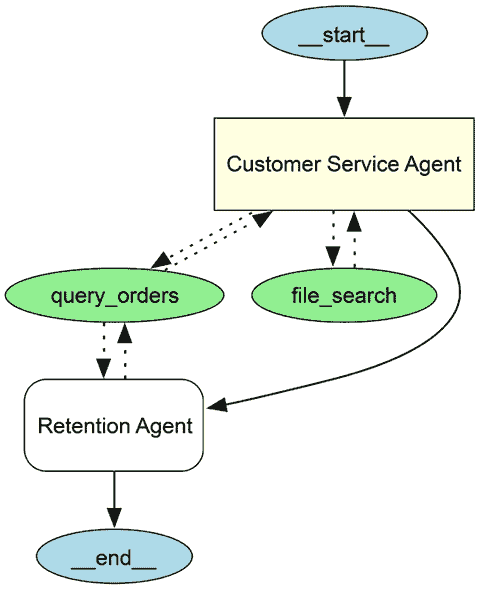 __start__
Customer Service Agent
query_orders
file_search
Retention Agent
__end__